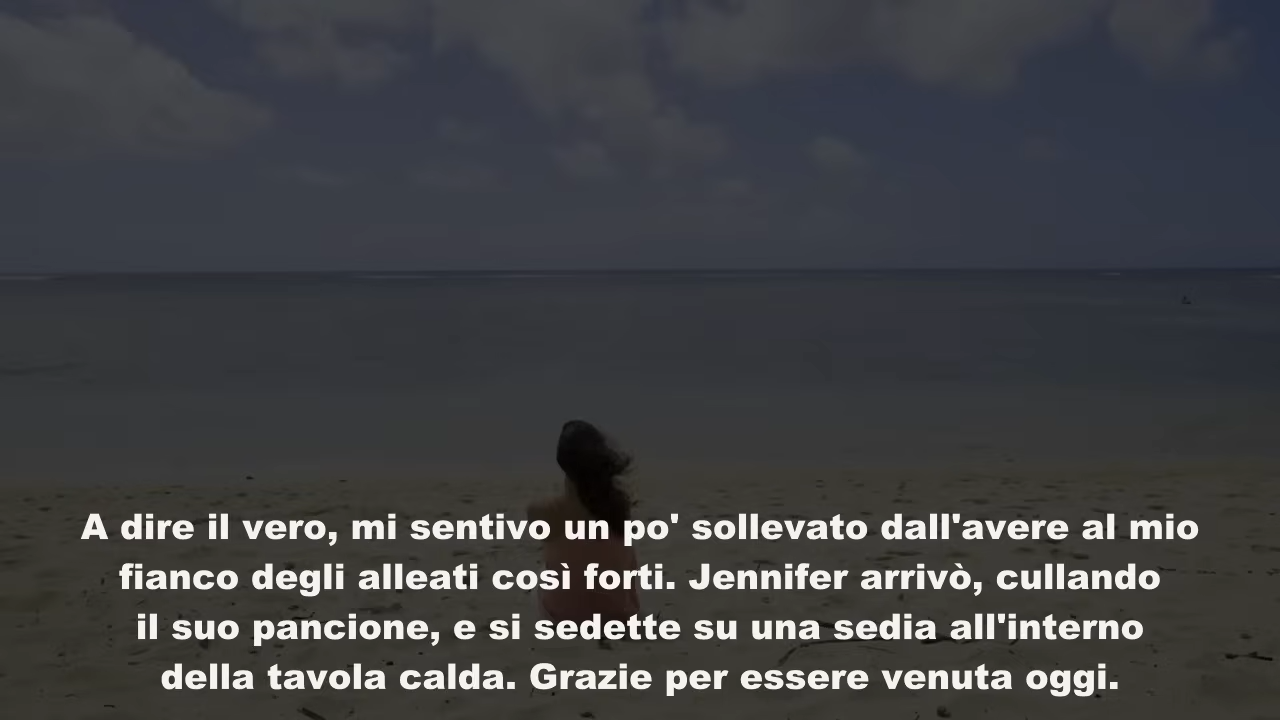 A dire il vero, mi sentivo un po' sollevato dall'avere al mio
fianco degli alleati così forti. Jennifer arrivò, cullando
il suo pancione, e si sedette su una sedia all'interno
della tavola calda. Grazie per essere venuta oggi.